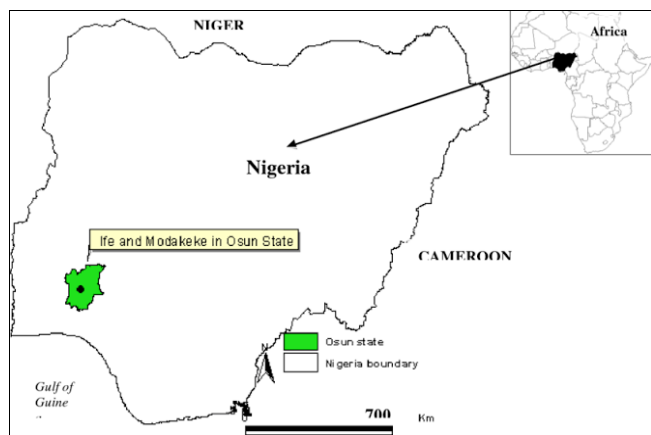 NIGER
Africa
Nigeria
Ife and Modakeke in Osun State
CAMEROON
N
Osun state
Nigeria boundary
Gulf of
Guine
700 Km